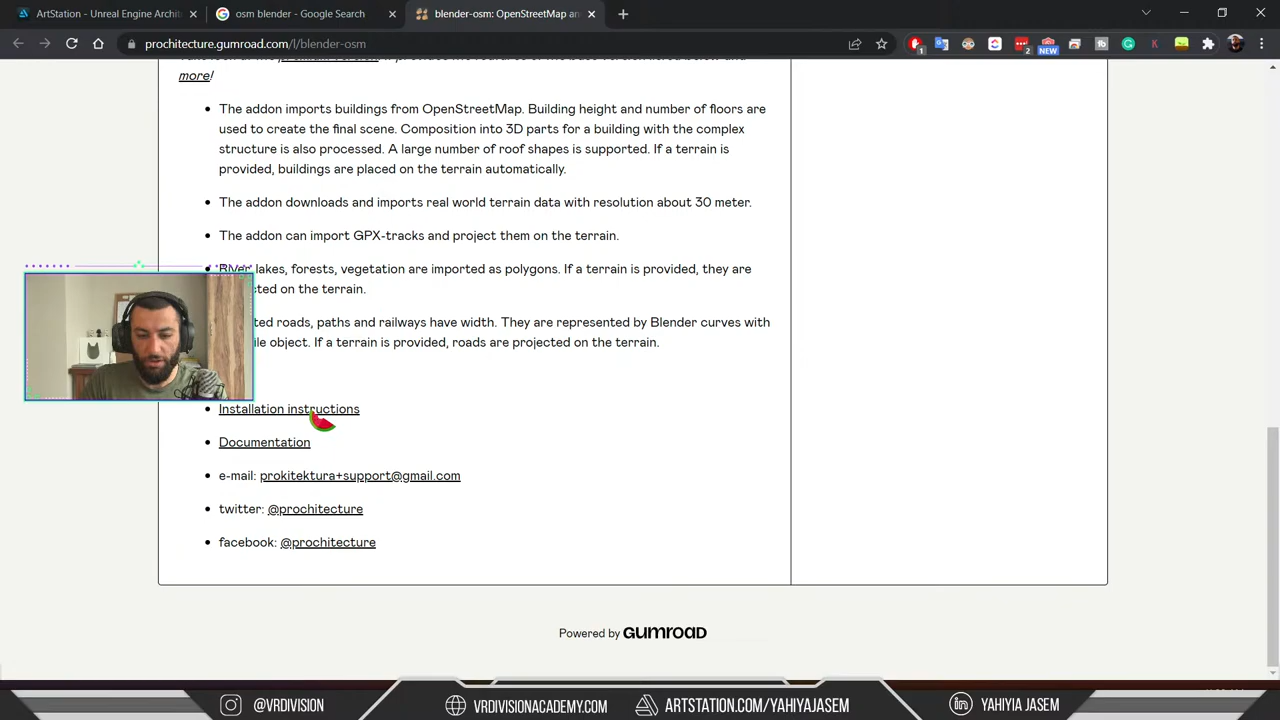 ArtStation - Unreal Engine Archit
osm blender - Google Search
blender-osm: OpenStreetMap an
prochitecture.gumroad.com/l/blender-osm
more!
The addon imports buildings from OpenStreetMap. Building height and number of floors are
used to create the final scene. Composition into 3D parts for a building with the complex
structure is also processed. A large number of roof shapes is supported. If a terrain is
provided, buildings are placed on the terrain automatically.
The addon downloads and imports real world terrain data with resolution about 30 meter.
The addon can import GPX-tracks and project them on the terrain.
River, lakes, forests, vegetation are imported as polygons. If a terrain is provided, they are
cted on the terrain.
ted roads, paths and railways have width. They are represented by Blender curves with
ile object. If a terrain is provided, roads are projected on the terrain.
Installation instructions
Documentation
e-mail: prokitektura+support@gmail.com
twitter: @prochitecture
facebook: @prochitecture
Powered by GUMROAD
@VRDIVISION
VRDIVISIONACADEMY.COM
ARTSTATION.COM/YAHIYAJASEM
YAHIYIA JASEM